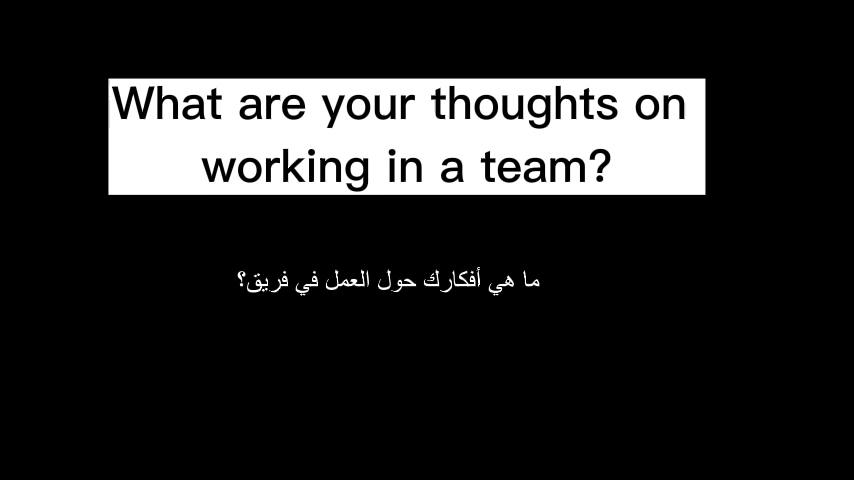 What are your thoughts on
working in a team?
ما هي أفكارك حول العمل في فريق؟